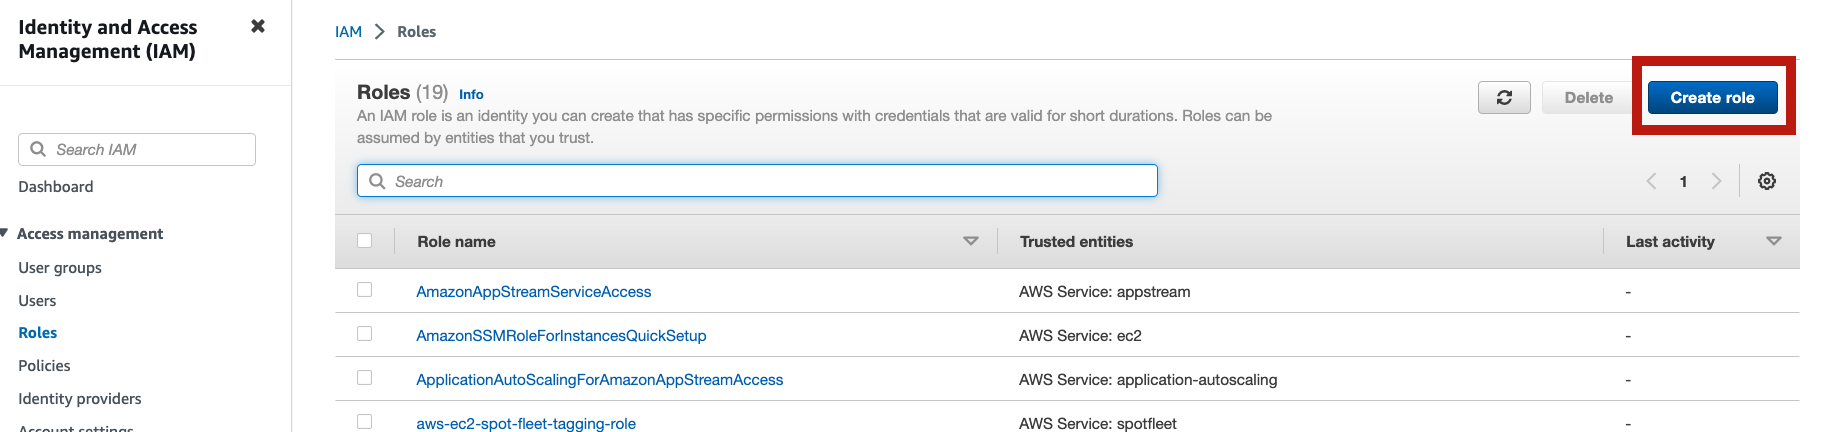 Identity and Access
Management (IAM)
Search IAM
Dashboard
Access management
User groups
Users
Roles
Policies
Identity providers
Account settings
IAM > Roles
Roles (19) Info
An IAM role is an identity you can create that has specific permissions with credentials that are valid for short durations. Roles can be
assumed by entities that you trust.
Delete
Create role
Search
1
Role name Trusted entities Last activity
AmazonAppStreamServiceAccess AWS Service: appstream -
AmazonSSMRoleForInstancesQuickSetup AWS Service: ec2 -
ApplicationAutoScalingForAmazonAppStreamAccess AWS Service: application-autoscaling -
aws-ec2-spot-fleet-tagging-role AWS Service: spotfleet -